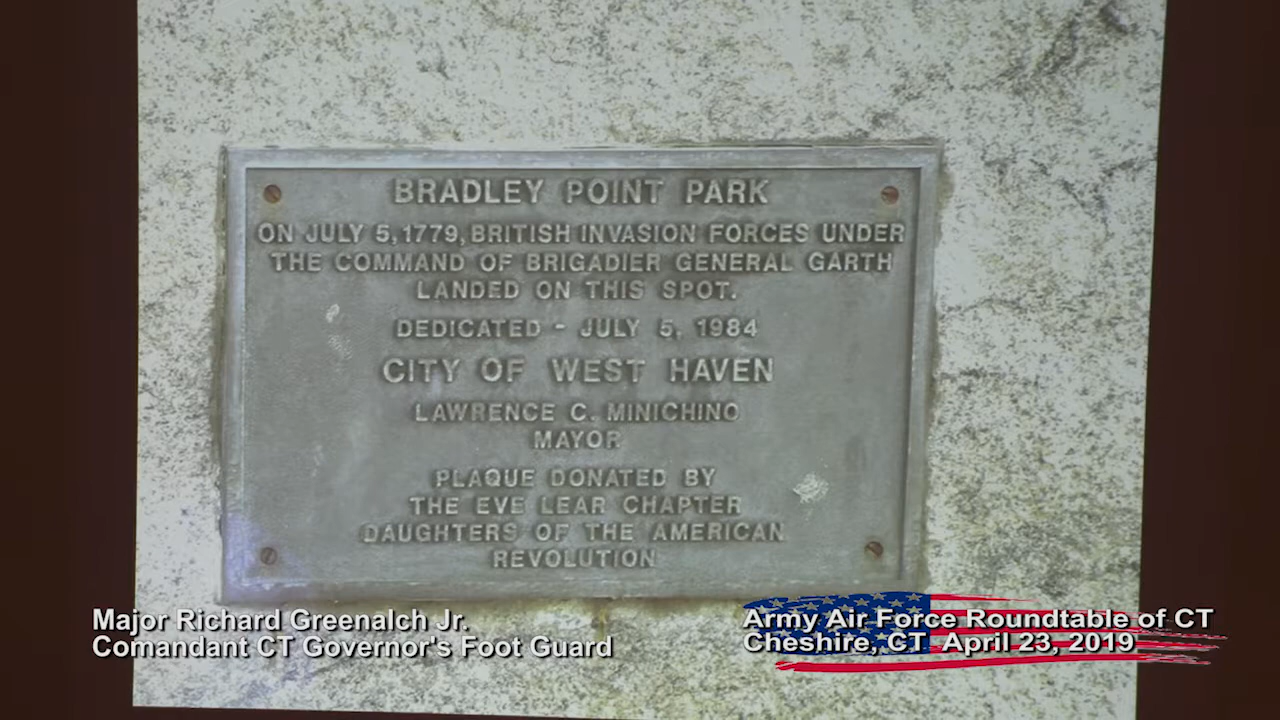 BRADLEY POINT PARK
ON JULY 5, 1779, BRITISH INVASION FORCES UNDER
THE COMMAND OF BRIGADIER GENERAL GARTH
LANDED ON THIS SPOT.
DEDICATED - JULY 5, 1984
CITY OF WEST HAVEN
LAWRENCE C. MINICHINO
MAYOR
PLAQUE DONATED BY
THE EVE LEAR CHAPTER
DAUGHTERS OF THE AMERICAN
REVOLUTION
Major Richard Greenalch Jr.
Comandant CT Governor's Foot Guard
Army Air Force Roundtable of CT
Cheshire, CT April 23, 2019